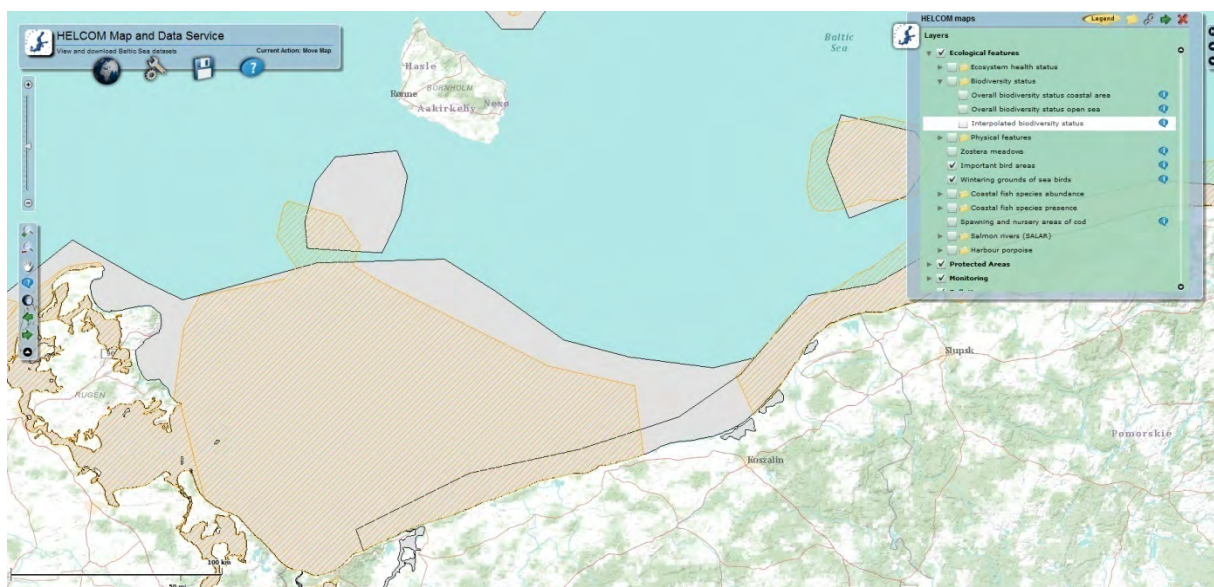 HELCOM Map and Data Service
View and download Baltic Sea datasets
Current Action: Move Map
HELCOM maps
Legend
Layers
Ecological features
Ecosystem health status
Biodiversity status
Overall biodiversity status coastal area
Overall biodiversity status open sea
Interpolated biodiversity status
Physical features
Zostera meadows
Important bird areas
Wintering grounds of sea birds
Coastal fish species abundance
Coastal fish species presence
Spawning and nursery areas of cod
Salmon rivers (SALAR)
Harbour porpoise
Protected Areas
Monitoring
Baltic
Sea
Hasle
Rønne
BORNHOLM
Nexo
Aakirkeby
RUGEN
Slupsk
Koszalin
Pomorskie
100 km